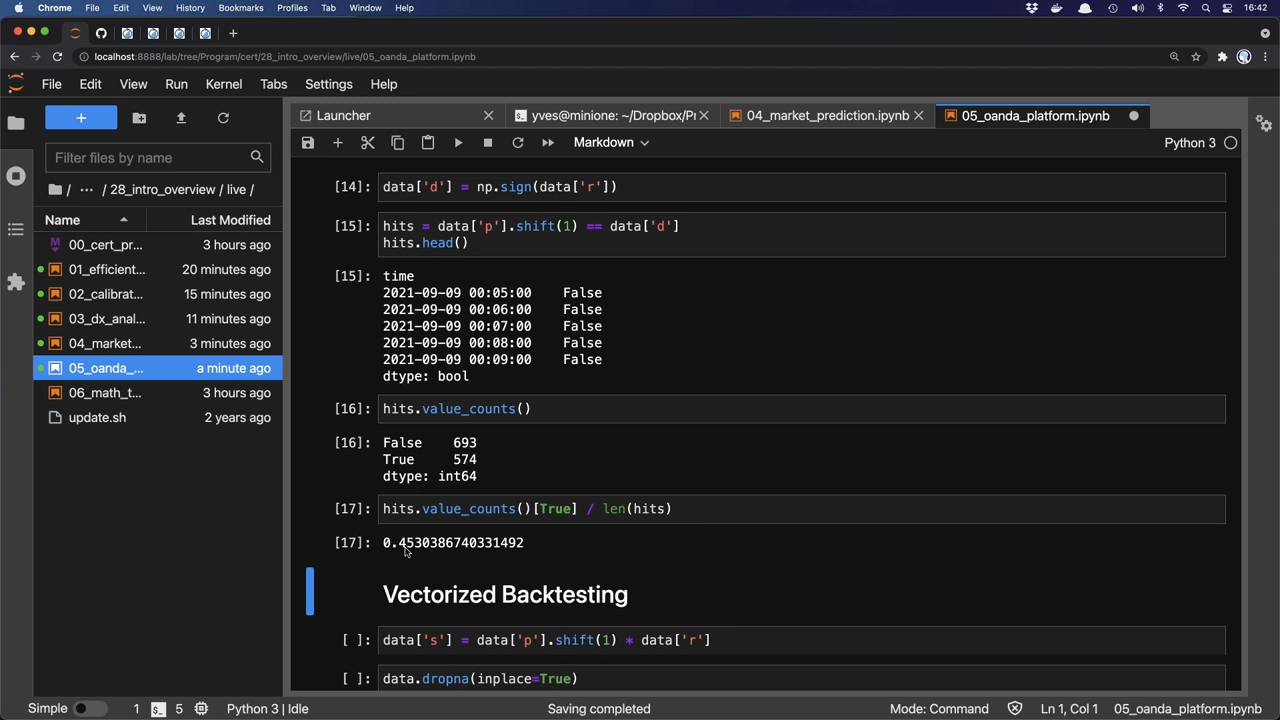 Chrome File Edit View History Bookmarks Profiles Tab Window Help 16:42
localhost:8888/lab/tree/Program/cert/28_intro_overview/live/05_oanda_platform.ipynb
File Edit View Run Kernel Tabs Settings Help
Launcher
yves@minione: ~/Dropbox/Pr
04_market_prediction.ipynb
05_oanda_platform.ipynb
Markdown
Python 3
Filter files by name
/ ··· / 28_intro_overview / live /
Name Last Modified
00_cert_pr... 3 hours ago
01_efficient... 20 minutes ago
02_calibrat... 15 minutes ago
03_dx_anal... 11 minutes ago
04_market... 3 minutes ago
05_oanda_... a minute ago
06_math_t... 3 hours ago
update.sh 2 years ago
[14]: data['d'] = np.sign(data['r'])
[15]: hits = data['p'].shift(1) == data['d']
hits.head()
[15]: time
2021-09-09 00:05:00 False
2021-09-09 00:06:00 False
2021-09-09 00:07:00 False
2021-09-09 00:08:00 False
2021-09-09 00:09:00 False
dtype: bool
[16]: hits.value_counts()
[16]: False 693
True 574
dtype: int64
[17]: hits.value_counts()[True] / len(hits)
[17]: 0.4530386740331492
Vectorized Backtesting
[ ]: data['s'] = data['p'].shift(1) * data['r']
[ ]: data.dropna(inplace=True)
Simple 1 $_ 5 Python 3 | Idle Saving completed Mode: Command Ln 1, Col 1 05_oanda_platform.ipynb